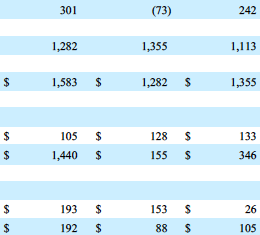 301 (73) 242
1,282 1,355 1,113
$ 1,583 $ 1,282 $ 1,355
$ 105 $ 128 $ 133
$ 1,440 $ 155 $ 346
$ 193 $ 153 $ 26
$ 192 $ 88 $ 105